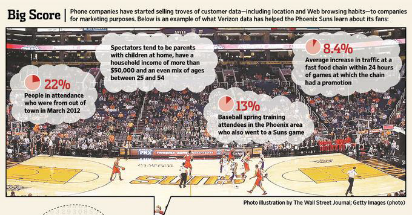 Big Score
Phone companies have started selling troves of customer data—including location and Web browsing habits—to companies
for marketing purposes. Below is an example of what Verizon data has helped the Phoenix Suns learn about its fans:
22%
People in attendance
who were from out of
town in March 2012
Spectators tend to be parents
with children at home, have a
household income of more than
$50,000 and an even mix of ages
between 25 and 54
13%
Baseball spring training
attendees in the Phoenix area
who also went to a Suns game
8.4%
Average increase in traffic at a
fast food chain within 24 hours
of games at which the chain
had a promotion
Photo illustration by The Wall Street Journal; Getty Images (photo)